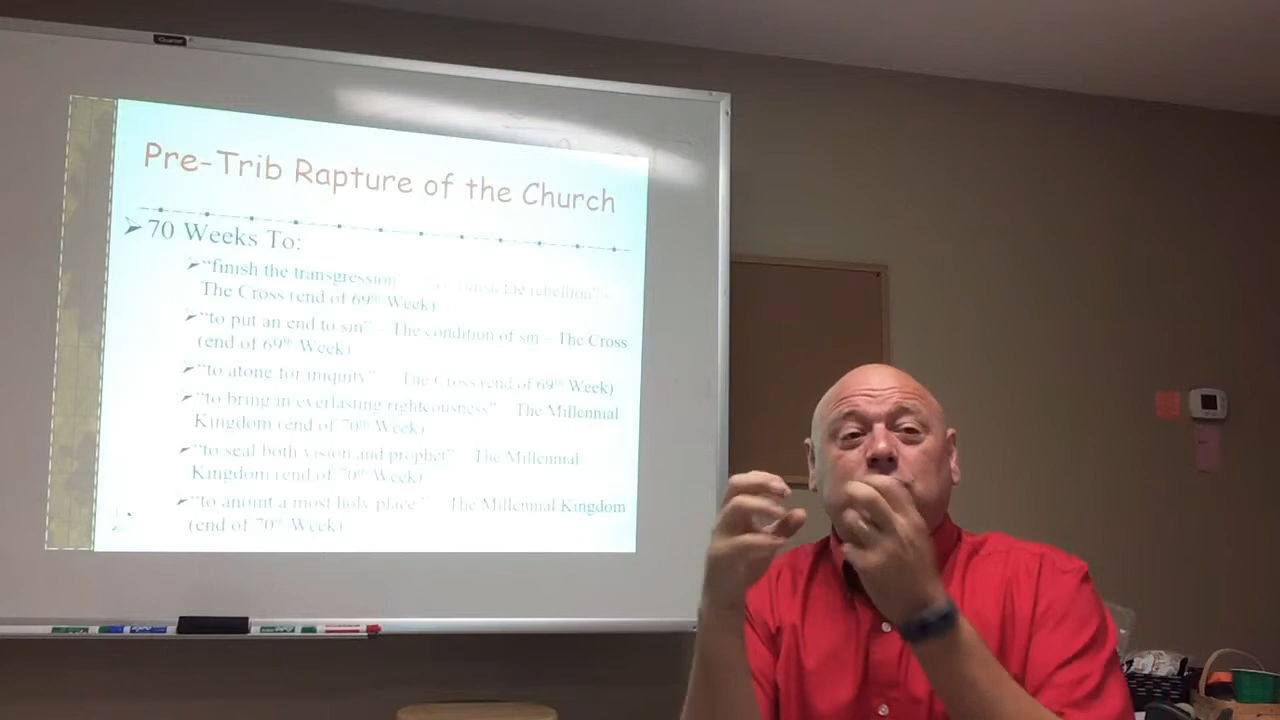 Quartet
Pre-Trib Rapture of the Church
70 Weeks To:
"finish the transgression the rebellion"
The Cross (end of 69th Week)
"to put an end to sin" – The condition of sin – The Cross
(end of 69th Week)
"to atone for iniquity" The Cross (end of 69th Week)
"to bring in everlasting righteousness" The Millennial
Kingdom (end of 70th Week)
"to seal both vision and prophet" – The Millennial
Kingdom (end of 70th Week)
"to anoint a most holy place" The Millennial Kingdom
(end of 70th Week)